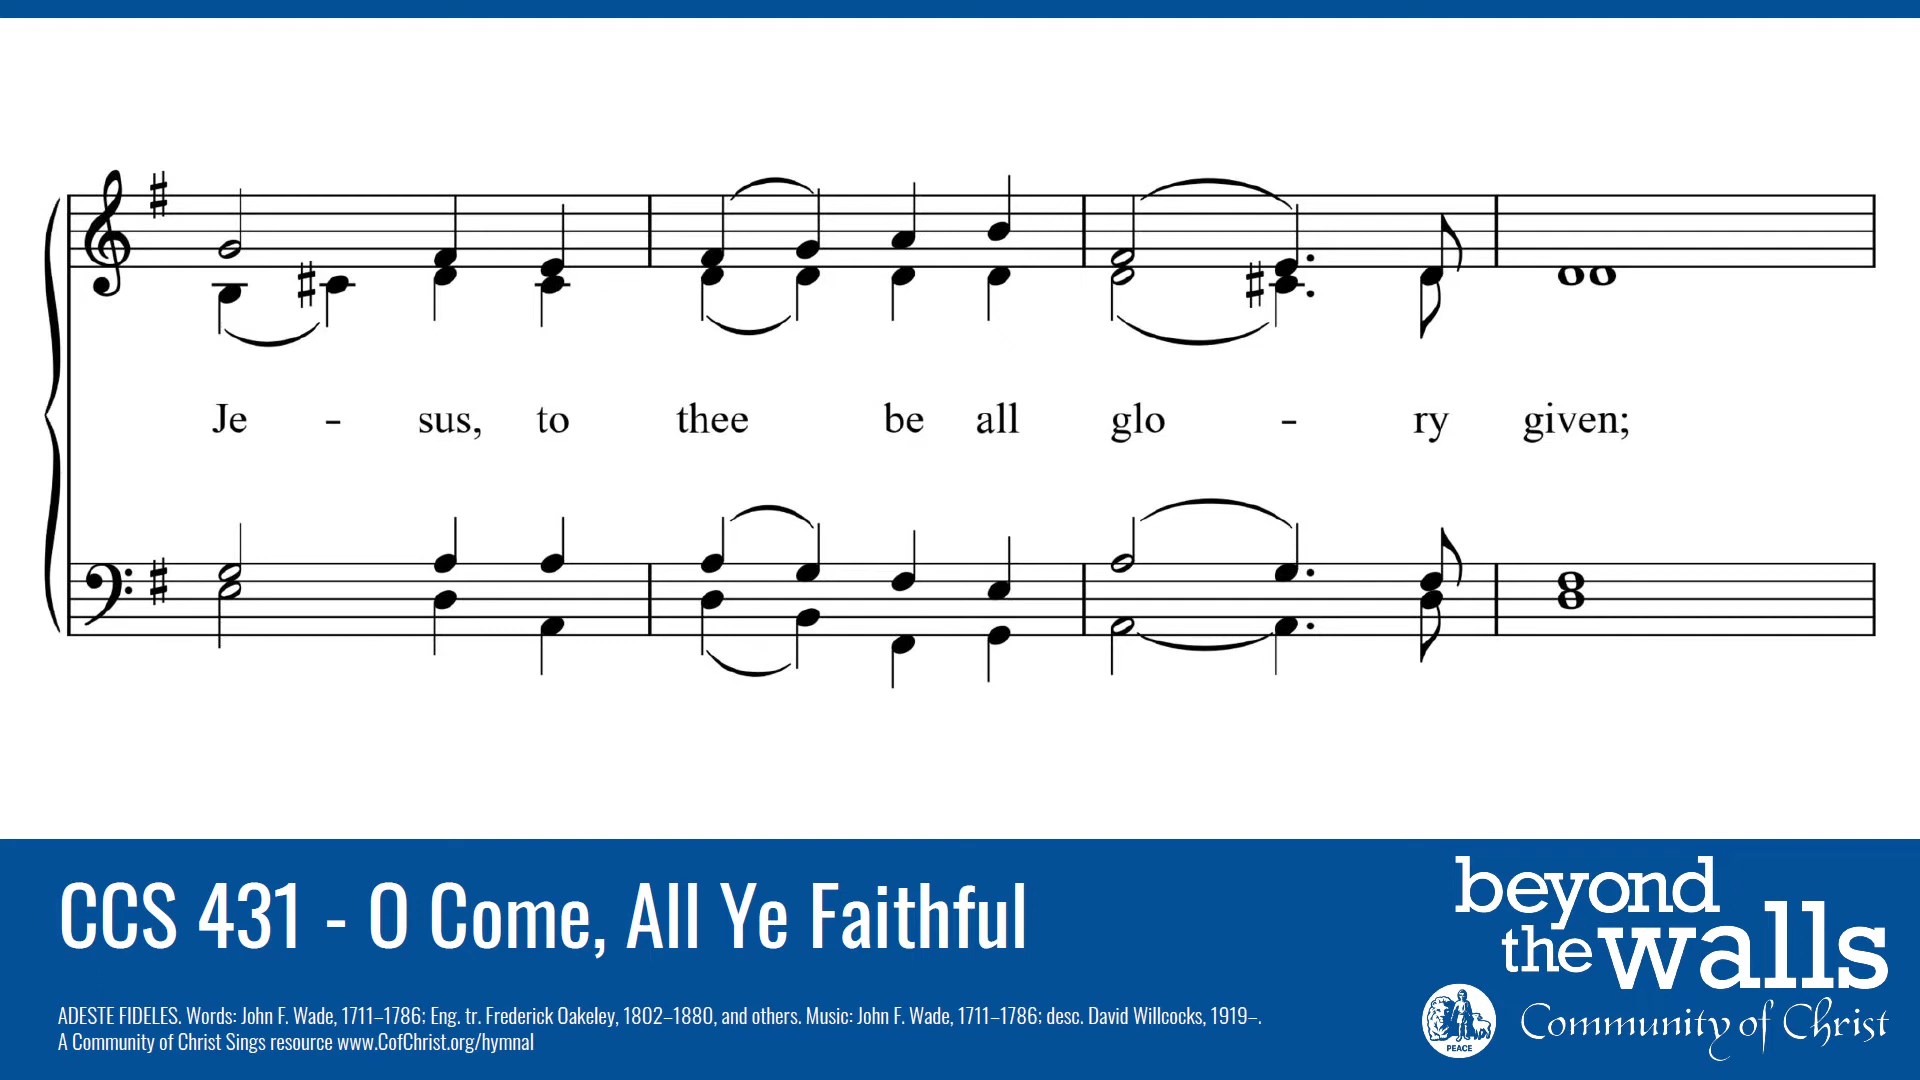 Je - sus, to thee be all glo - ry given;
CCS 431 - O Come, All Ye Faithful
ADESTE FIDELES. Words: John F. Wade, 1711–1786; Eng. tr. Frederick Oakeley, 1802–1880, and others. Music: John F. Wade, 1711–1786; desc. David Willcocks, 1919–.
A Community of Christ Sings resource www.CofChrist.org/hymnal
beyond
the walls
Community of Christ
PEACE